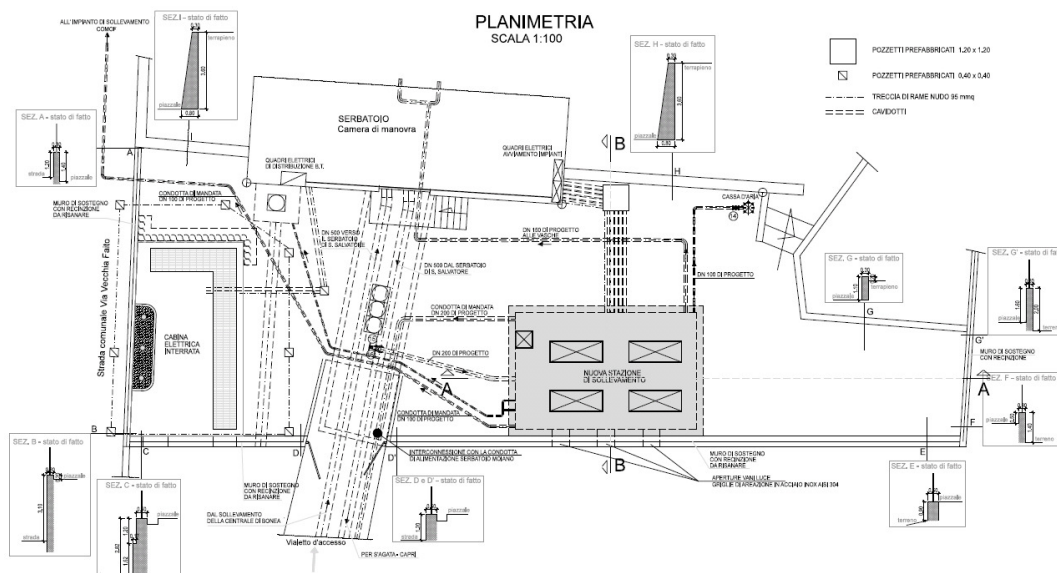 PLANIMETRIA
SCALA 1:100
ALL'IMPIANTO DI SOLLEVAMENTO
SEZ.I - stato di fatto
terrapieno
piazzale
0,80
I
SEZ. H - stato di fatto
terrapieno
piazzale
0,80
H
POZZETTI PREFABBRICATI 1,20 x 1,20
POZZETTI PREFABBRICATI 0,40 x 0,40
TRECCIA DI RAME NUDO 95 mmq
CAVIDOTTI
SEZ. A - stato di fatto
strada
piazzale
A
SERBATOIO
Camera di manovra
B
QUADRI ELETTRICI
DI DISTRIBUZIONE B.T.
QUADRI ELETTRICI
AVVIAMENTO IMPIANTI
CONDOTTA DI MANDATA
DN 100 DI PROGETTO
MURO DI SOSTEGNO
CON RECINZIONE
DA RISANARE
CASSA D'ARIA
14
DN 500 VERSO
IL SERBATOIO
DI S. SALVATORE
DN 150 DI PROGETTO
ALLE VASCHE
DN 500 DAL SERBATOIO
DI S. SALVATORE
DN 100 DI PROGETTO
SEZ. G - stato di fatto
terrapieno
piazzale
G
SEZ. G' - stato di fatto
piazzale
terreno
G'
Strada comunale Via Vecchia Faito
CABINA
ELETTRICA
INTERRATA
CONDOTTA DI MANDATA
DN 200 DI PROGETTO
DN 200 DI PROGETTO
NUOVA STAZIONE
DI SOLLEVAMENTO
MURO DI SOSTEGNO
CON RECINZIONE
A
A
CONDOTTA DI MANDATA
DN 100 DI PROGETTO
SEZ. F - stato di fatto
piazzale
terreno
F
B
C
D
D'
B
E
INTERCONNESSIONE CON LA CONDOTTA
DI ALIMENTAZIONE SERBATOIO MOIANO
MURO DI SOSTEGNO
CON RECINZIONE
DA RISANARE
APERTURE VANI LUCE
GRIGLIE DI AREAZIONE IN ACCIAIO INOX AISI 304
SEZ. B - stato di fatto
piazzale
strada
SEZ. C - stato di fatto
piazzale
MURO DI SOSTEGNO
CON RECINZIONE
DA RISANARE
SEZ. D e D' - stato di fatto
piazzale
strada
SEZ. E - stato di fatto
piazzale
terreno
DAL SOLLEVAMENTO
DELLA CENTRALE DI BONEA
Vialetto d'accesso
PER S'AGATA - CAPRI